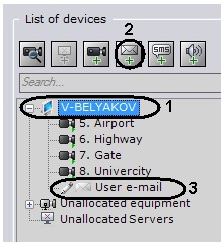 List of devices
2
SMS
Search...
V-BELYAKOV 1
5. Airport
6. Highway
7. Gate
8. Univercity
User e-mail 3
Unallocated equipment
Unallocated Servers